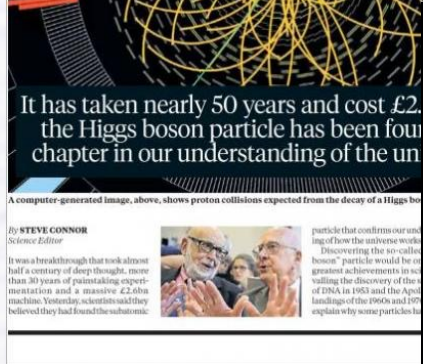 It has taken nearly 50 years and cost £2.
the Higgs boson particle has been fou
chapter in our understanding of the un
A computer-generated image, above, shows proton collisions expected from the decay of a Higgs bo
By STEVE CONNOR
Science Editor
It was a breakthrough that took almost
half a century of deep thought, more
than 30 years of painstaking experi-
mentation and a massive £2.6bn
machine. Yesterday, scientists said they
believed they had found the subatomic
particle that confirms our und
ing of how the universe works
Discovering the so-calle
boson" particle would be o
greatest achievements in sci
valling the discovery of the s
of DNA in 1953 and the Apol
landings of the 1960s and 197
explain why some particles ha